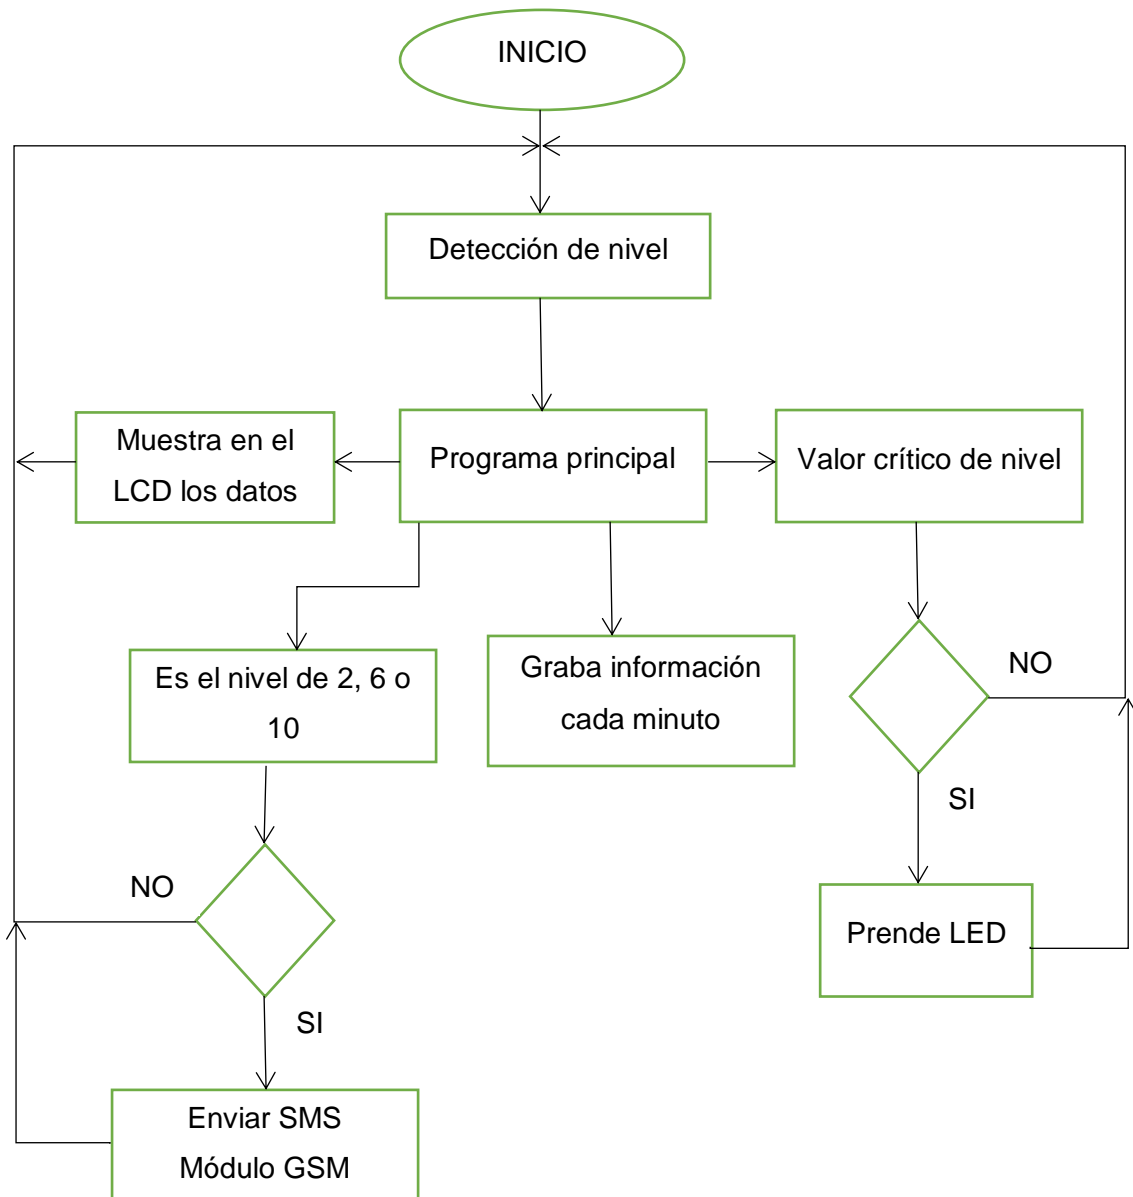 INICIO
Detección de nivel
Muestra en el
LCD los datos
Programa principal
Valor crítico de nivel
Es el nivel de 2, 6 o
10
Graba información
cada minuto
NO
SI
Prende LED
NO
SI
Enviar SMS
Módulo GSM